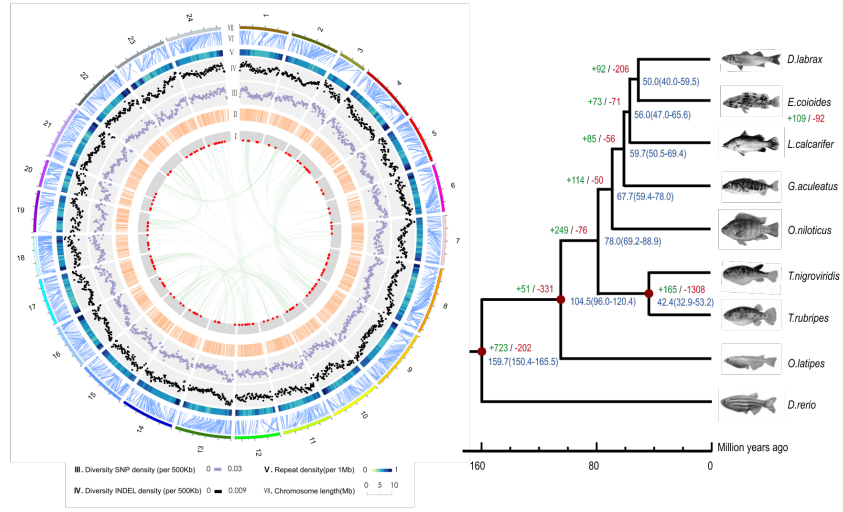 24
1
23
2
22
3
21
4
20
5
19
6
18
7
17
8
16
9
15
10
14
11
13
12
VII
VI
V
IV
III
II
I
III. Diversity SNP density (per 500Kb) 0 0.03
V. Repeat density(per 1Mb) 0 1
IV. Diversity INDEL density (per 500Kb) 0 0.009
VII. Chromosome length(Mb)
0 5 10
D.labrax
+92 / -206
50.0(40.0-59.5)
E.coioides
+109 / -92
+73 / -71
56.0(47.0-65.6)
L.calcarifer
+85 / -56
59.7(50.5-69.4)
G.aculeatus
+114 / -50
67.7(59.4-78.0)
O.niloticus
+249 / -76
78.0(69.2-88.9)
T.nigroviridis
+51 / -331
+165 / -1308
104.5(96.0-120.4)
42.4(32.9-53.2)
T.rubripes
+723 / -202
159.7(150.4-165.5)
O.latipes
D.rerio
Million years ago
160 80 0